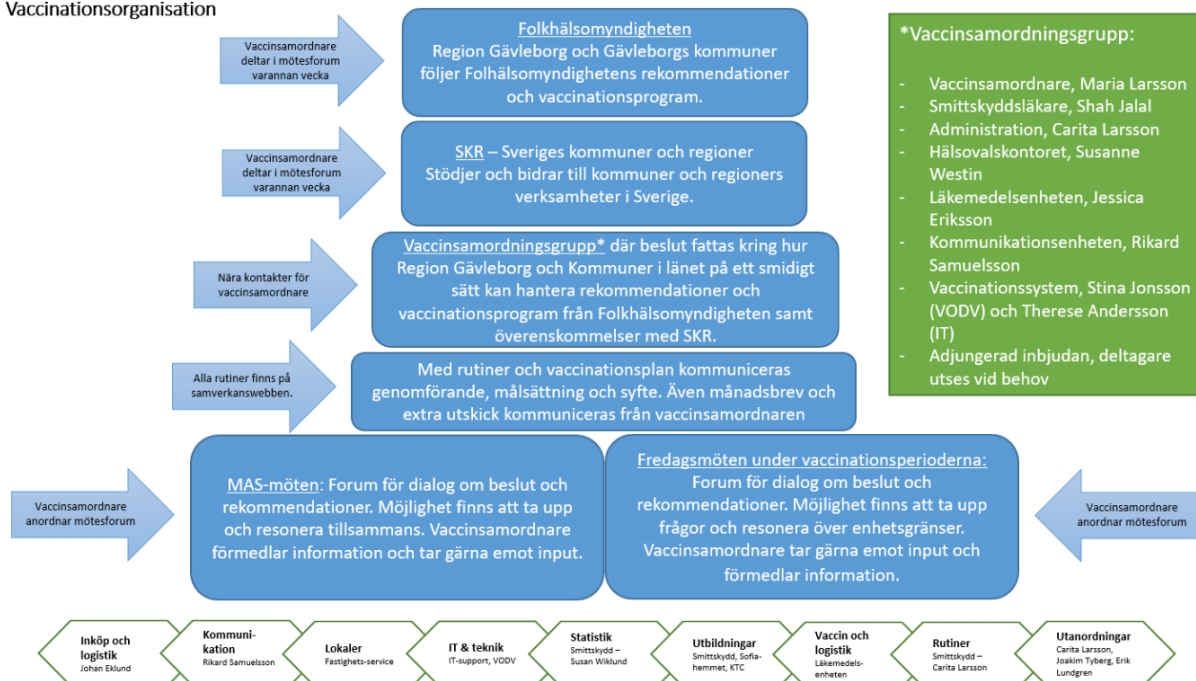 Vaccinationsorganisation
Vaccinsamordnare
deltar i mötesforum
varannan vecka
Folkhälsomyndigheten
Region Gävleborg och Gävleborgs kommuner
följer Folhälsomyndighetens rekommendationer
och vaccinationsprogram.
Vaccinsamordnare
deltar i mötesforum
varannan vecka
SKR – Sveriges kommuner och regioner
Stödjer och bidrar till kommuner och regioners
verksamheter i Sverige.
Nära kontakter för
vaccinsamordnare
Vaccinsamordningsgrupp* där beslut fattas kring hur
Region Gävleborg och Kommuner i länet på ett smidigt
sätt kan hantera rekommendationer och
vaccinationsprogram från Folkhälsomyndigheten samt
överenskommelser med SKR.
Alla rutiner finns på
samverkanswebben.
Med rutiner och vaccinationsplan kommuniceras
genomförande, målsättning och syfte. Även månadsbrev och
extra utskick kommuniceras från vaccinsamordnaren
*Vaccinsamordningsgrupp:
- Vaccinsamordnare, Maria Larsson
- Smittskyddsläkare, Shah Jalal
- Administration, Carita Larsson
- Hälsovalskontoret, Susanne
Westin
- Läkemedelsenheten, Jessica
Eriksson
- Kommunikationsenheten, Rikard
Samuelsson
- Vaccinationssystem, Stina Jonsson
(VODV) och Therese Andersson
(IT)
- Adjungerad inbjudan, deltagare
utses vid behov
Vaccinsamordnare
anordnar mötesforum
MAS-möten: Forum för dialog om beslut och
rekommendationer. Möjlighet finns att ta upp
och resonera tillsammans. Vaccinsamordnare
förmedlar information och tar gärna emot input.
Fredagsmöten under vaccinationsperioderna:
Forum för dialog om beslut och
rekommendationer. Möjlighet finns att ta upp
frågor och resonera över enhetsgränser.
Vaccinsamordnare tar gärna emot input och
förmedlar information.
Vaccinsamordnare
anordnar mötesforum
Inköp och
logistik
Johan Eklund
Kommuni-
kation
Rikard Samuelsson
Lokaler
Fastighets-service
IT & teknik
IT-support, VODV
Statistik
Smittskydd –
Susan Wiklund
Utbildningar
Smittskydd, Sofia-
hemmet, KTC
Vaccin och
logistik
Läkemedels-
enheten
Rutiner
Smittskydd –
Carita Larsson
Utanordningar
Carita Larsson,
Joakim Tyberg, Erik
Lundgren